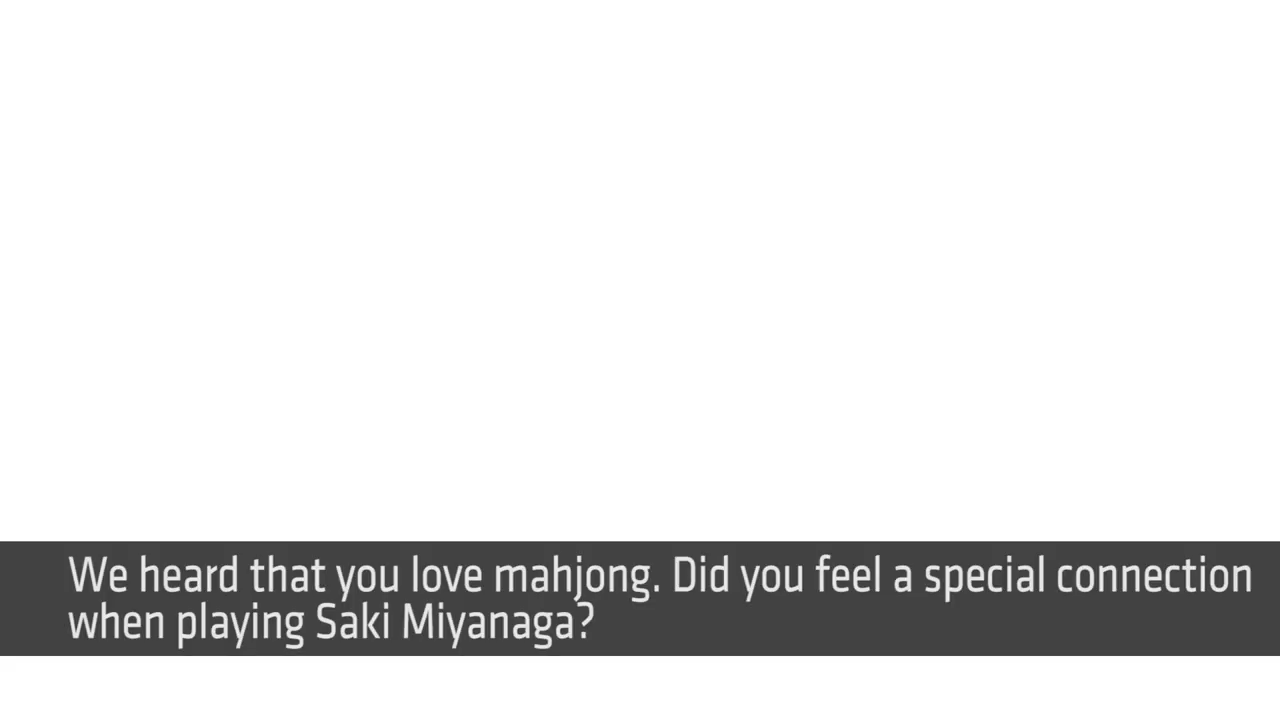 We heard that you love mahjong. Did you feel a special connection
when playing Saki Miyanaga?